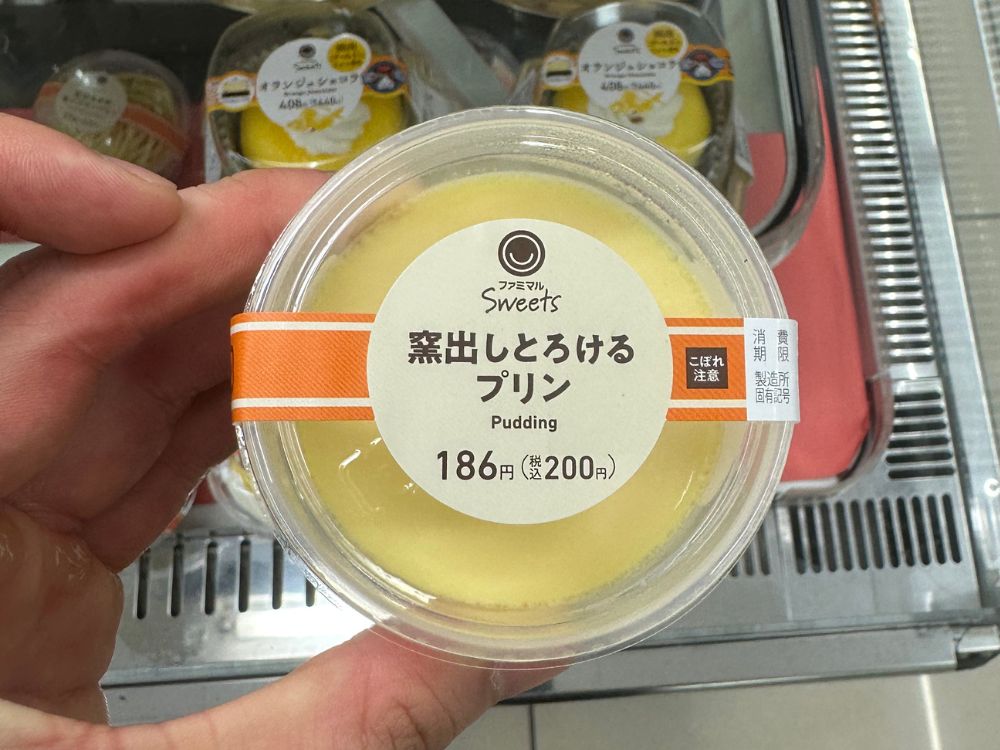 Sweets
オランジュショコラ
Sweets
オランジュショコラ
ファミマル
Sweets
窯出しとろける
プリン
Pudding
186円(税込200円)
こぼれ
注意
消費
期限
製造所
固有記号